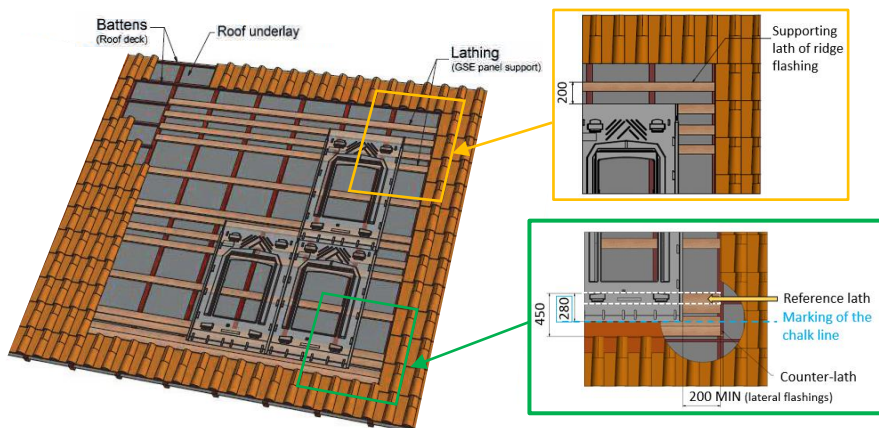 Battens
(Roof deck)
Roof underlay
Lathing
(GSE panel support)
Supporting
lath of ridge
flashing
200
450
280
Reference lath
Marking of the
chalk line
Counter-lath
200 MIN (lateral flashings)